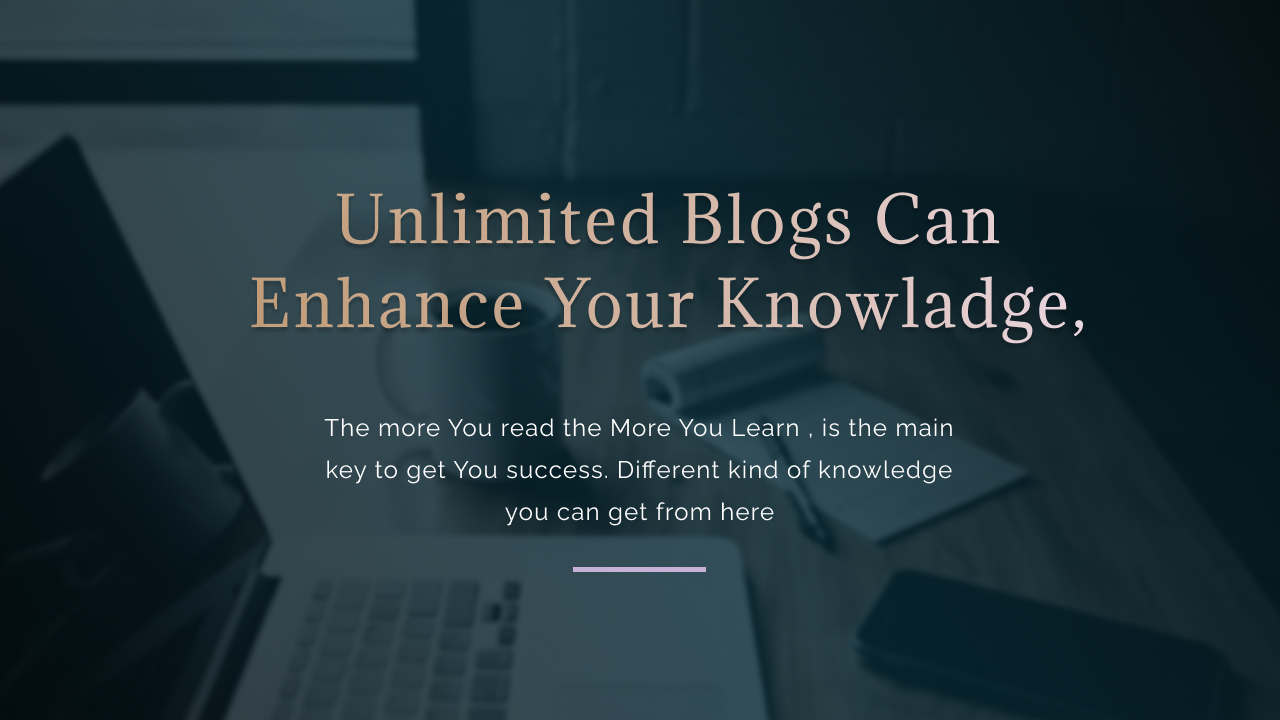 Unlimited Blogs Can
Enhance Your Knowladge,
The more You read the More You Learn , is the main
key to get You success. Different kind of knowledge
you can get from here